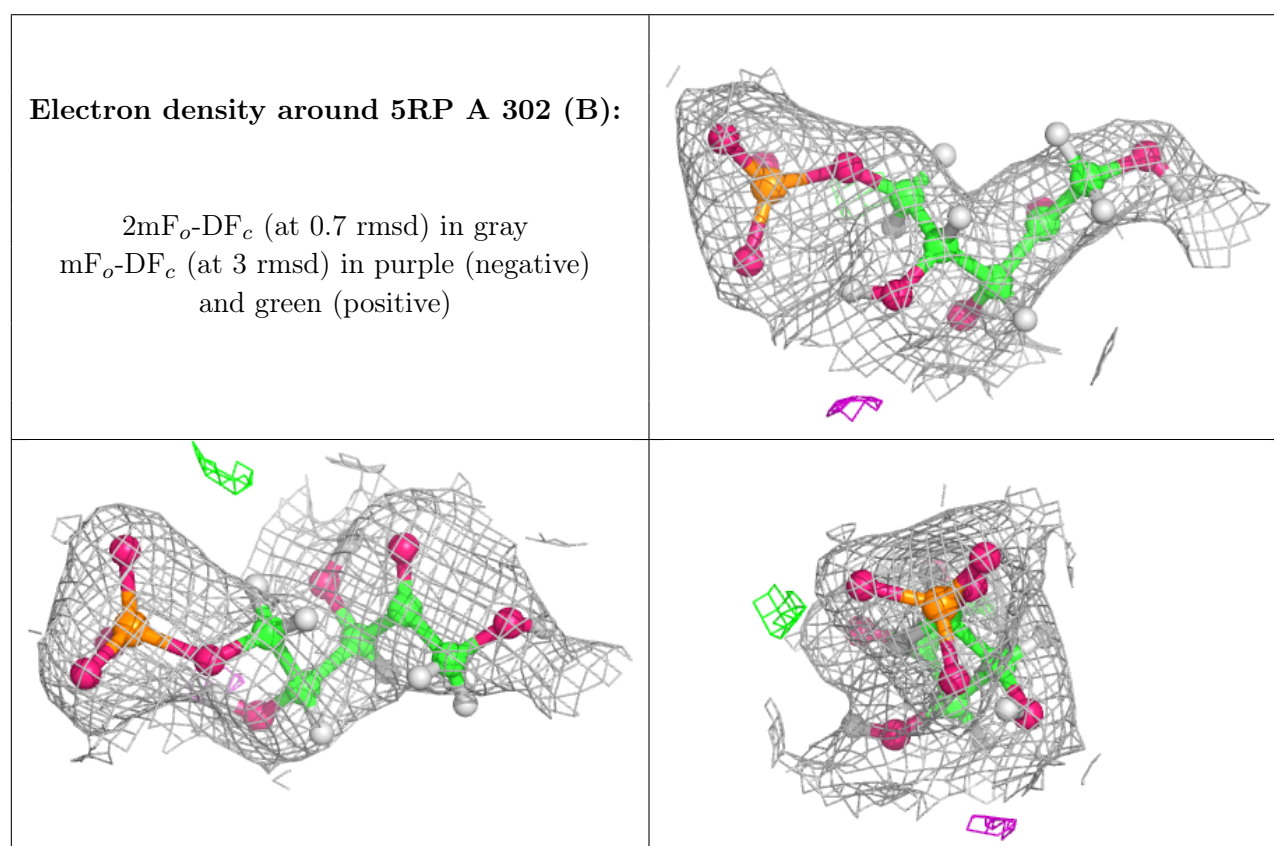 Electron density around 5RP A 302 (B):
2mFo-DFc (at 0.7 rmsd) in gray
mFo-DFc (at 3 rmsd) in purple (negative)
and green (positive)